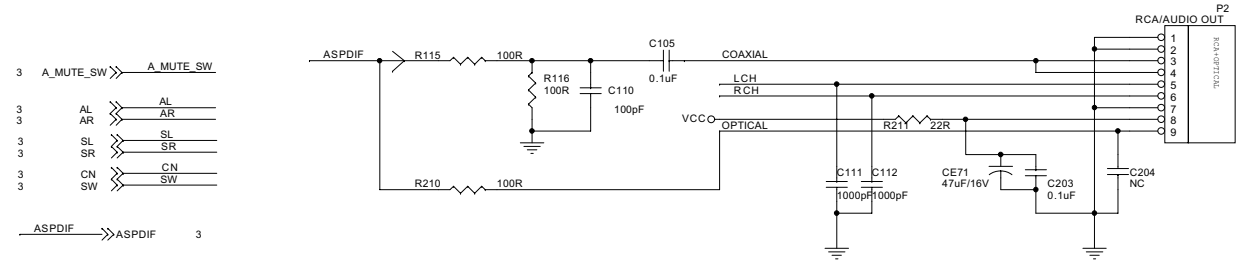 P2
RCA/AUDIO OUT
RCA+OPTICAL
1
2
3
4
5
6
7
8
9
3 A_MUTE_SW A_MUTE_SW
3 AL AL
3 AR AR
3 SL SL
3 SR SR
3 CN CN
3 SW SW
ASPDIF ASPDIF 3
ASPDIF R115 100R
C105
0.1uF
COAXIAL
R116
100R
C110
100pF
LCH
RCH
VCC
R211 22R
OPTICAL
R210 100R
C111
1000pF
C112
1000pF
CE71
47uF/16V
C203
0.1uF
C204
NC